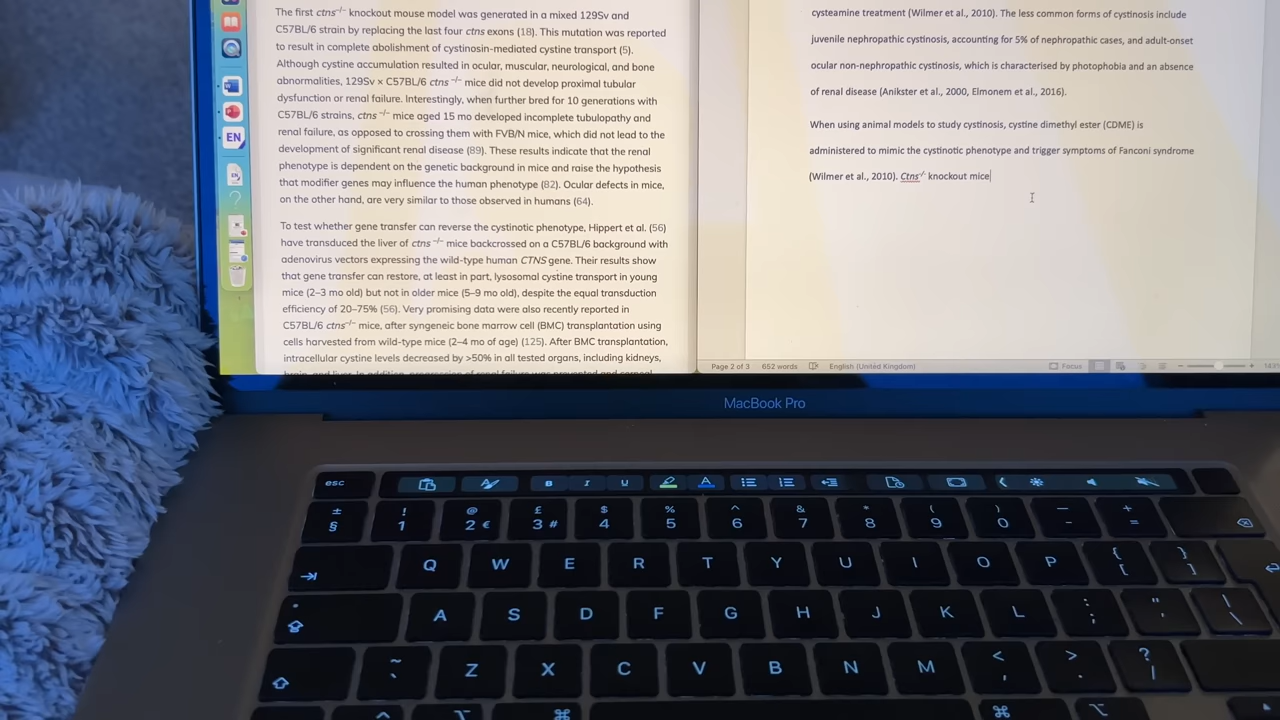 The first ctns−/− knockout mouse model was generated in a mixed 129Sv and
C57BL/6 strain by replacing the last four ctns exons (18). This mutation was reported
to result in complete abolishment of cystinosin-mediated cystine transport (5).
Although cystine accumulation resulted in ocular, muscular, neurological, and bone
abnormalities, 129Sv × C57BL/6 ctns −/− mice did not develop proximal tubular
dysfunction or renal failure. Interestingly, when further bred for 10 generations with
C57BL/6 strains, ctns −/− mice aged 15 mo developed incomplete tubulopathy and
renal failure, as opposed to crossing them with FVB/N mice, which did not lead to the
development of significant renal disease (89). These results indicate that the renal
phenotype is dependent on the genetic background in mice and raise the hypothesis
that modifier genes may influence the human phenotype (82). Ocular defects in mice,
on the other hand, are very similar to those observed in humans (64).
To test whether gene transfer can reverse the cystinotic phenotype, Hippert et al. (56)
have transduced the liver of ctns −/− mice backcrossed on a C57BL/6 background with
adenovirus vectors expressing the wild-type human CTNS gene. Their results show
that gene transfer can restore, at least in part, lysosomal cystine transport in young
mice (2–3 mo old) but not in older mice (5–9 mo old), despite the equal transduction
efficiency of 20–75% (56). Very promising data were also recently reported in
C57BL/6 ctns−/− mice, after syngeneic bone marrow cell (BMC) transplantation using
cells harvested from wild-type mice (2–4 mo of age) (125). After BMC transplantation,
intracellular cystine levels decreased by >50% in all tested organs, including kidneys,
cysteamine treatment (Wilmer et al., 2010). The less common forms of cystinosis include
juvenile nephropathic cystinosis, accounting for 5% of nephropathic cases, and adult-onset
ocular non-nephropathic cystinosis, which is characterised by photophobia and an absence
of renal disease (Anikster et al., 2000, Elmonem et al., 2016).
When using animal models to study cystinosis, cystine dimethyl ester (CDME) is
administered to mimic the cystinotic phenotype and trigger symptoms of Fanconi syndrome
(Wilmer et al., 2010). Ctns-/- knockout mice
Page 2 of 3 652 words English (United Kingdom) Focus
EN
MacBook Pro
esc B I U A
± § ! 1 @ 2 € £ 3 # $ 4 % 5 ^ 6 & 7 * 8 ( 9 ) 0 — - + =
Q W E R T Y U I O P { [ } ]
A S D F G H J K L : ; " ' | \
~ ` Z X C V B N M < , > . ? /
⌃ ⌥ ⌘ ⌘ ⌥